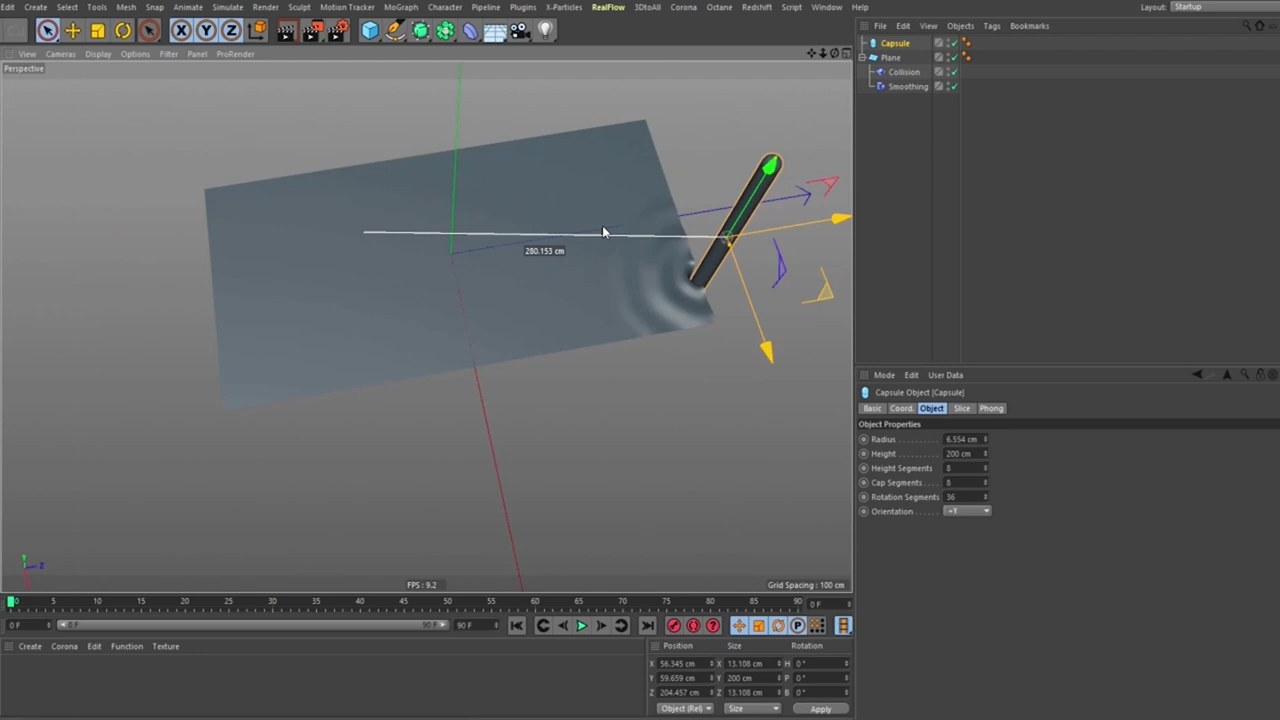 Edit Create Select Tools Mesh Snap Animate Simulate Render Sculpt Motion Tracker MoGraph Character Pipeline Plugins X-Particles RealFlow 3DtoAll Corona Octane Redshift Script Window Help Layout: Startup
X Y Z
File Edit View Objects Tags Bookmarks
View Cameras Display Options Filter Panel ProRender
Perspective
Capsule
Plane
Collision
Smoothing
280.153 cm
Mode Edit User Data
Capsule Object [Capsule]
Basic Coord. Object Slice Phong
Object Properties
Radius 6.554 cm
Height 200 cm
Height Segments 8
Cap Segments 8
Rotation Segments 36
Orientation +Y
Y
Z
FPS : 9.2 Grid Spacing : 100 cm
0 5 10 15 20 25 30 35 40 45 50 55 60 65 70 75 80 85 90 0 F
0 F 0 F 90 F 90 F P
Create Corona Edit Function Texture
Position Size Rotation
X 56.345 cm X 13.108 cm H 0 °
Y 59.659 cm Y 200 cm P 0 °
Z 204.457 cm Z 13.108 cm B 0 °
Object (Rel) Size Apply